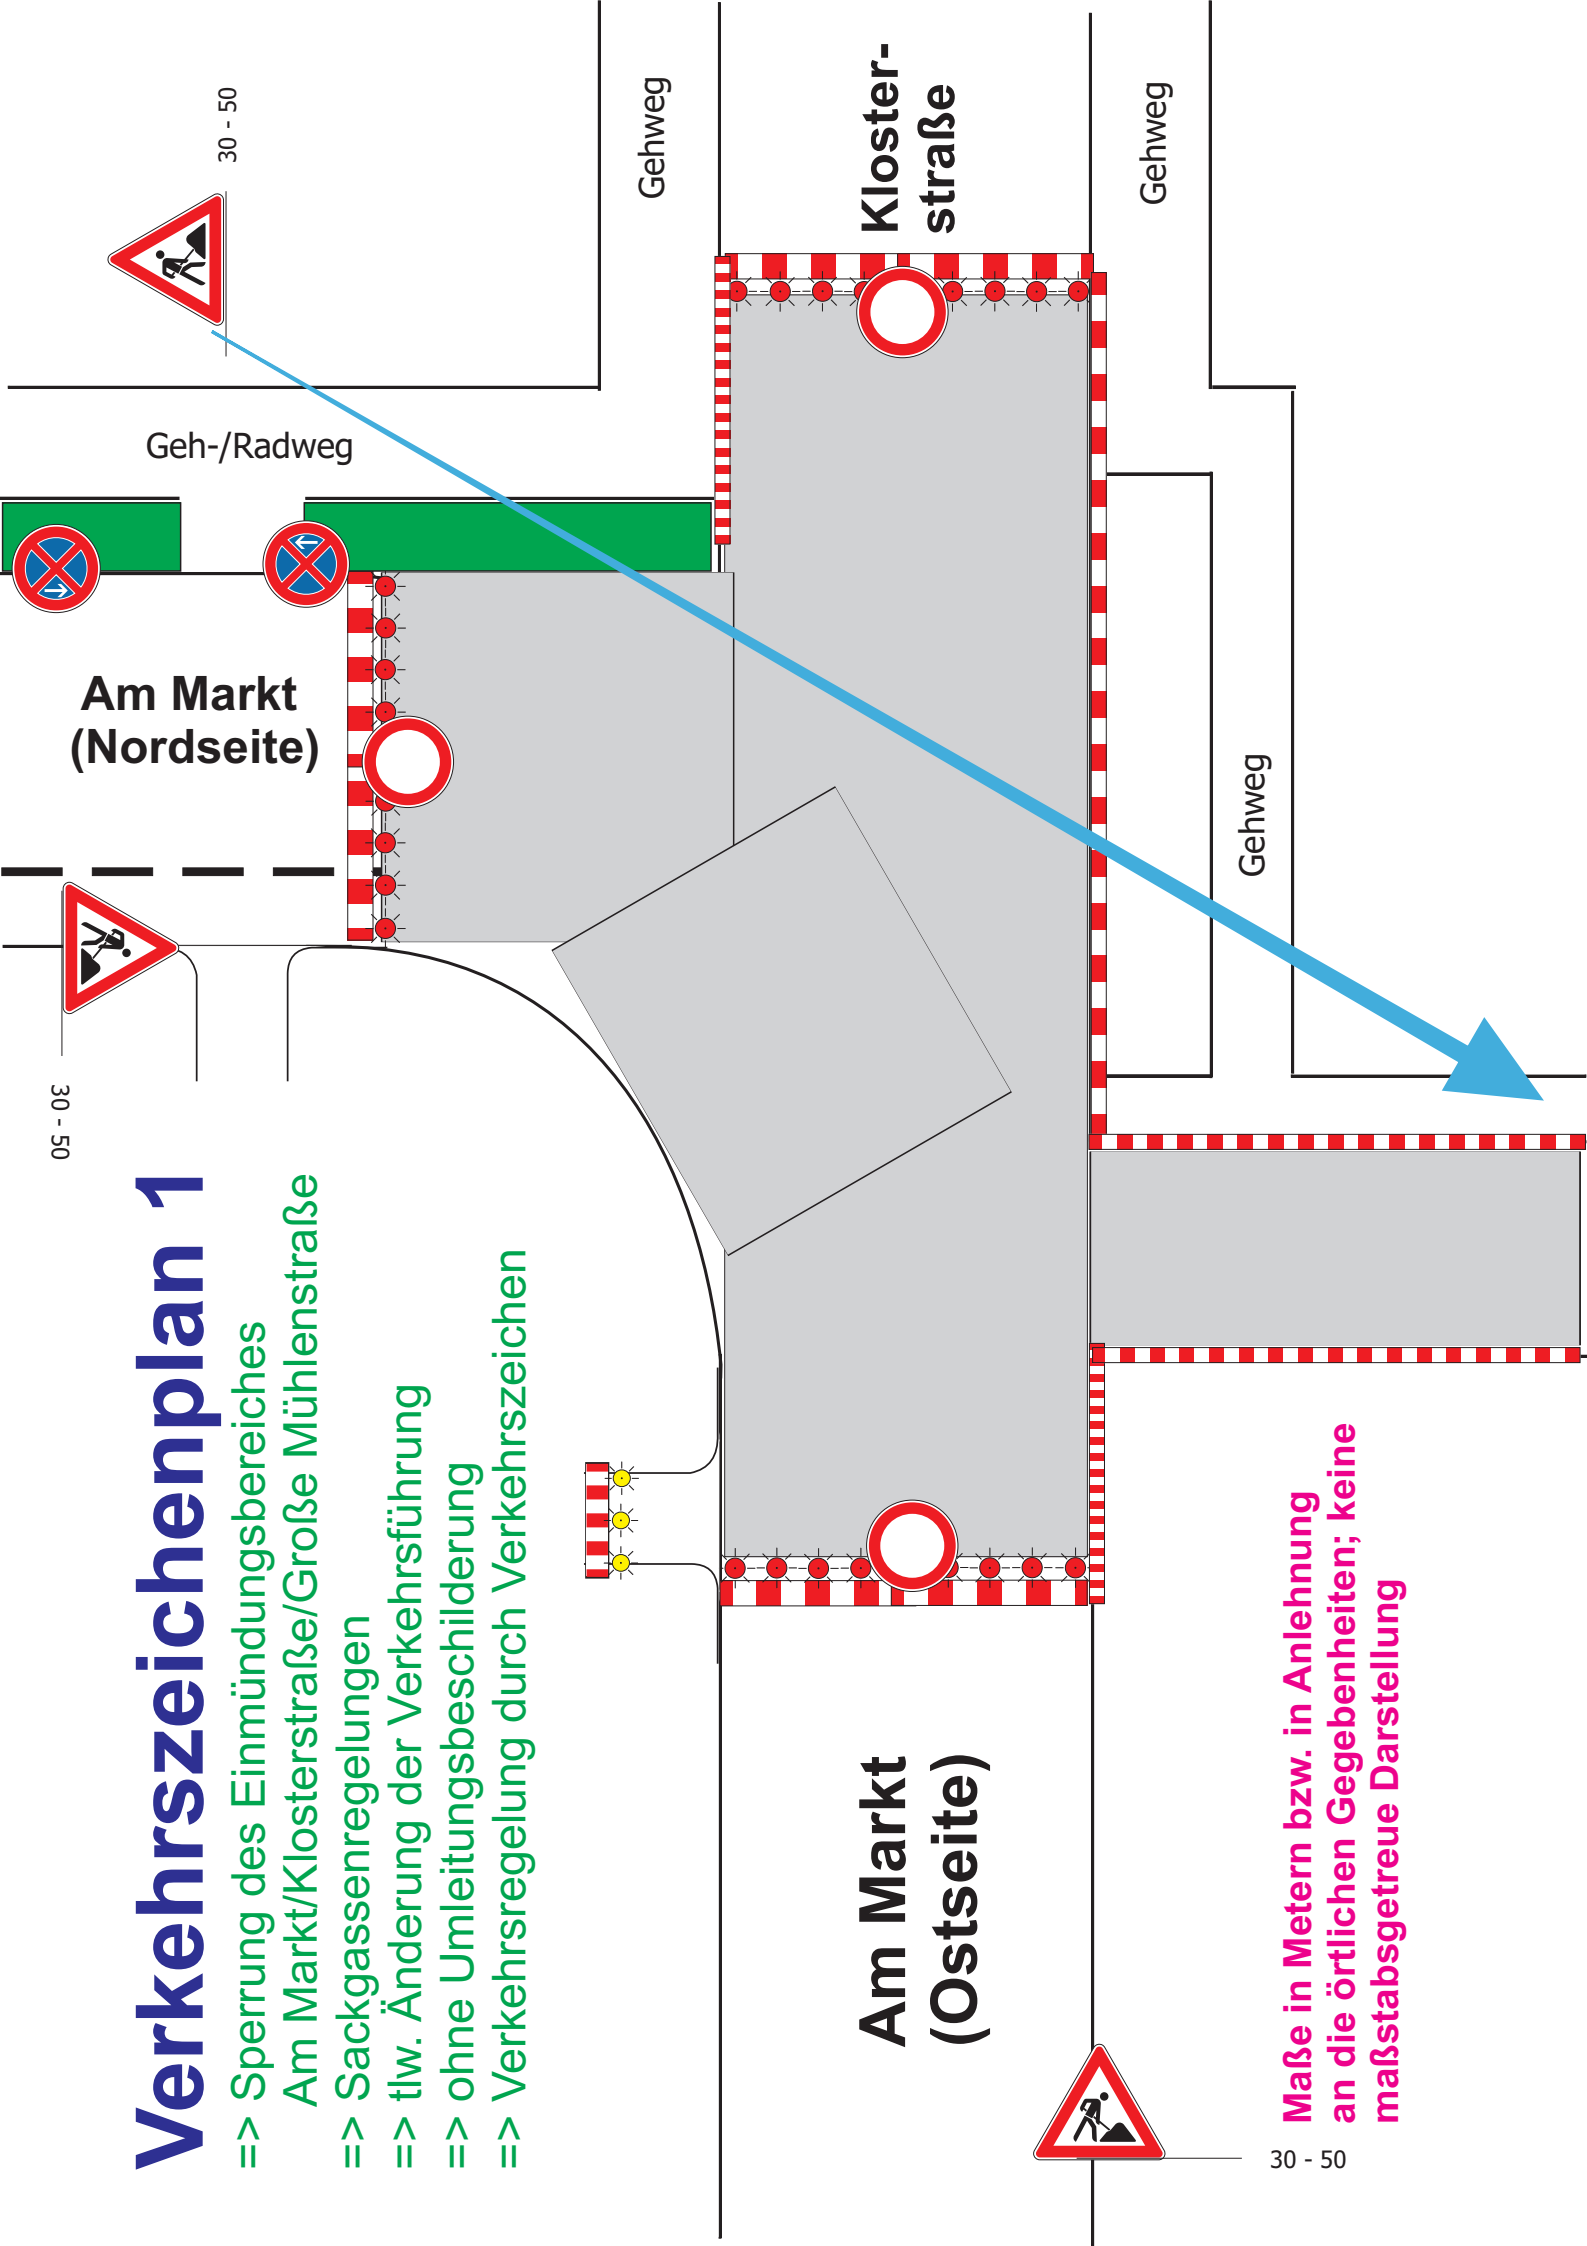 Verkehrszeichenplan 1
=> Sperrung des Einmündungsbereiches
Am Markt/Klosterstraße/Große Mühlenstraße
=> Sackgassenregelungen
=> tlw. Änderung der Verkehrsführung
=> ohne Umleitungsbeschilderung
=> Verkehrsregelung durch Verkehrszeichen
30 - 50
Am Markt
(Nordseite)
Geh-/Radweg
30 - 50
Gehweg
Kloster-
straße
Gehweg
Gehweg
Am Markt
(Ostseite)
30 - 50
Maße in Metern bzw. in Anlehnung
an die örtlichen Gegebenheiten; keine
maßstabsgetreue Darstellung